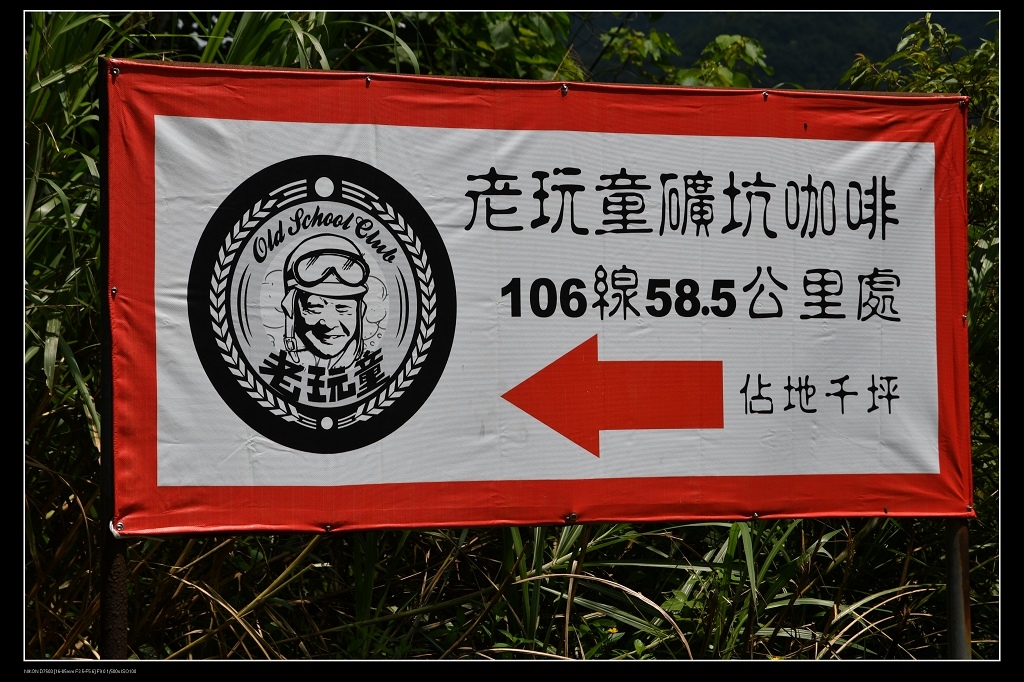 老玩童礦坑咖啡
106線58.5公里處
佔地千坪
Old School Club
老玩童